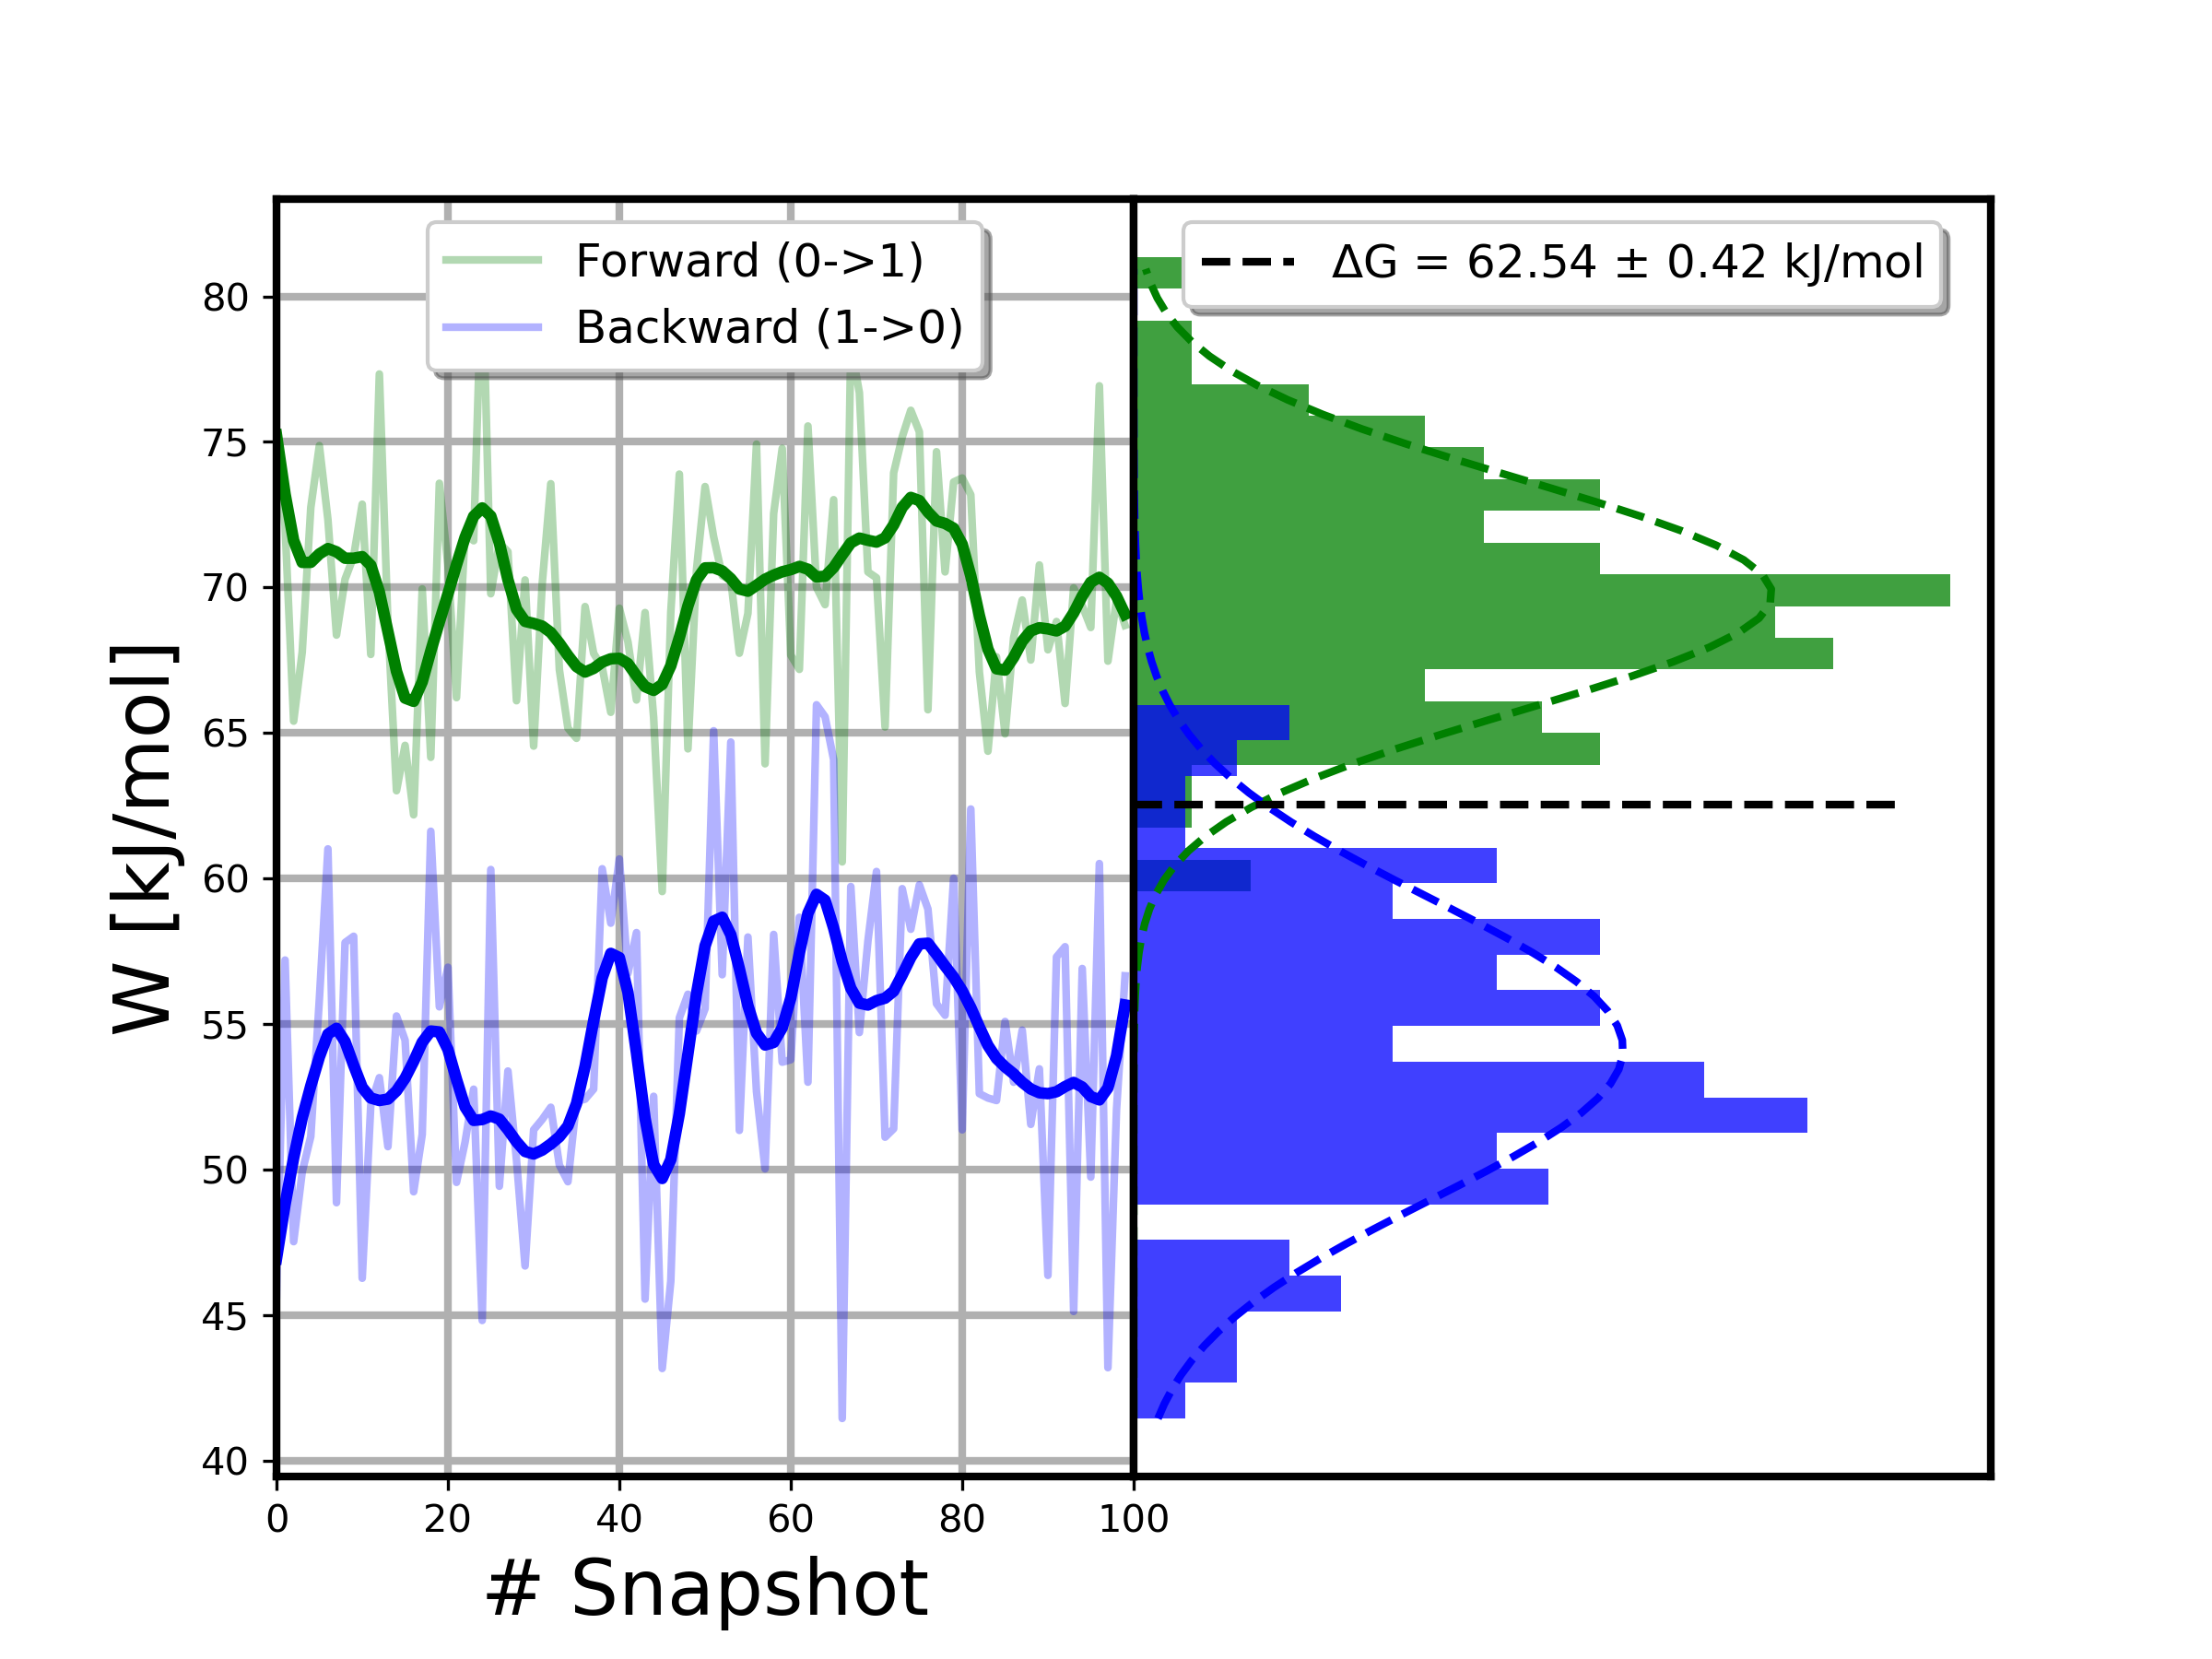 Forward (0->1)
Backward (1->0)
ΔG = 62.54 ± 0.42 kJ/mol
W [kJ/mol]
80
75
70
65
60
55
50
45
40
0 20 40 60 80 100
# Snapshot